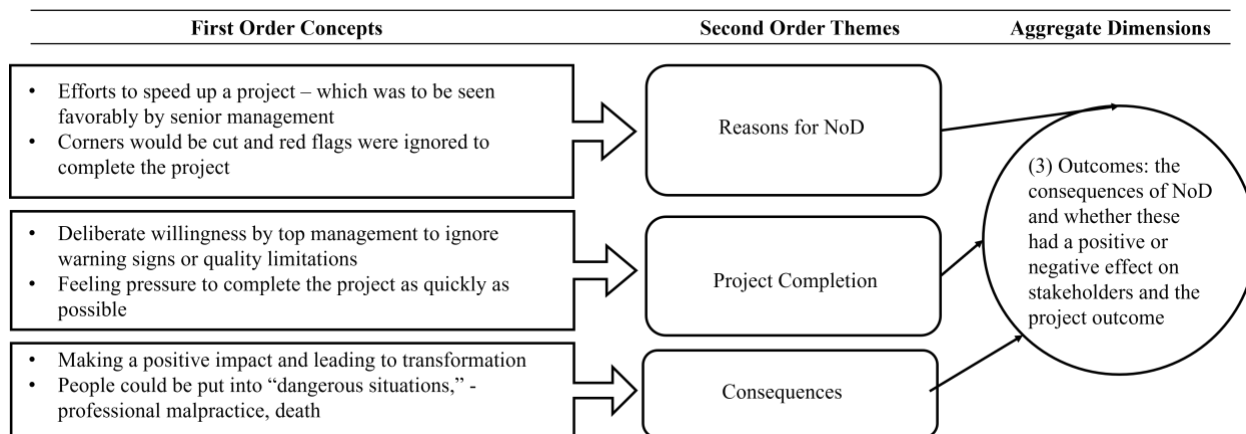 First Order Concepts
Second Order Themes
Aggregate Dimensions
• Efforts to speed up a project – which was to be seen
favorably by senior management
• Corners would be cut and red flags were ignored to
complete the project
Reasons for NoD
• Deliberate willingness by top management to ignore
warning signs or quality limitations
• Feeling pressure to complete the project as quickly as
possible
Project Completion
• Making a positive impact and leading to transformation
• People could be put into “dangerous situations,” -
professional malpractice, death
Consequences
(3) Outcomes: the
consequences of NoD
and whether these
had a positive or
negative effect on
stakeholders and the
project outcome